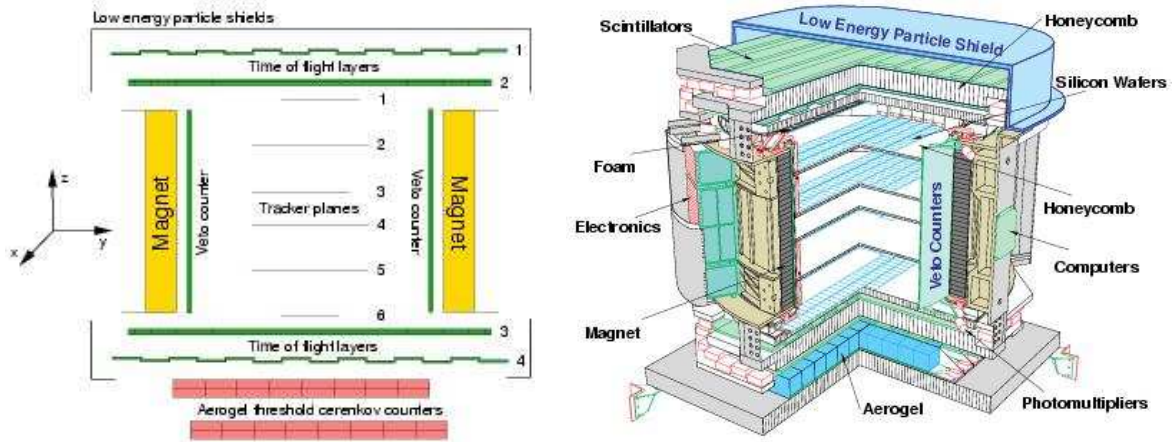 Low energy particle shields
1
Time of flight layers
2
1
2
3
Tracker planes
4
5
6
Magnet
Veto counter
Veto counter
Magnet
z
y
x
3
Time of flight layers
4
Aerogel threshold cerenkov counters
Scintillators
Low Energy Particle Shield
Honeycomb
Silicon Wafers
Foam
Electronics
Veto Counters
Honeycomb
Computers
Magnet
Aerogel
Photomultipliers